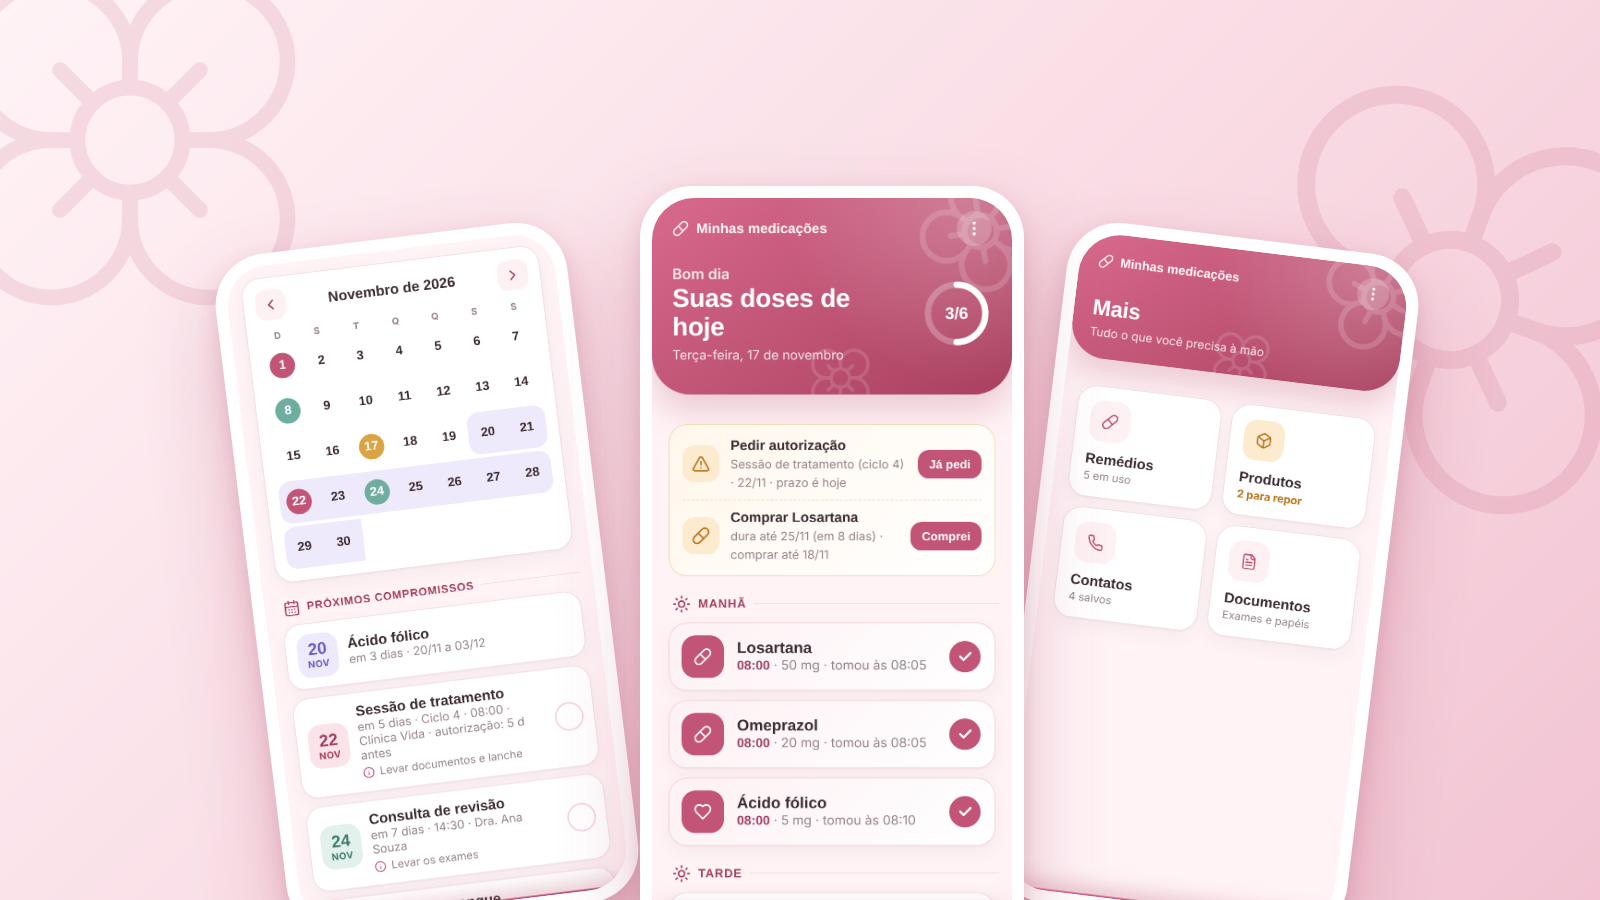 Novembro de 2026
D S T Q Q S S
1 2 3 4 5 6 7
8 9 10 11 12 13 14
15 16 17 18 19 20 21
22 23 24 25 26 27 28
29 30
PRÓXIMOS COMPROMISSOS
20
NOV
Ácido fólico
em 3 dias · 20/11 a 03/12
22
NOV
Sessão de tratamento
em 5 dias · Ciclo 4 · 08:00 ·
Clínica Vida · autorização: 5 d
antes
Levar documentos e lanche
24
NOV
Consulta de revisão
em 7 dias · 14:30 · Dra. Ana
Souza
Levar os exames
Minhas medicações
Bom dia
Suas doses de
hoje
3/6
Terça-feira, 17 de novembro
Pedir autorização
Sessão de tratamento (ciclo 4)
· 22/11 · prazo é hoje
Já pedi
Comprar Losartana
dura até 25/11 (em 8 dias) ·
comprar até 18/11
Comprei
MANHÃ
Losartana
08:00 · 50 mg · tomou às 08:05
Omeprazol
08:00 · 20 mg · tomou às 08:05
Ácido fólico
08:00 · 5 mg · tomou às 08:10
TARDE
Minhas medicações
Mais
Tudo o que você precisa à mão
Remédios
5 em uso
Produtos
2 para repor
Contatos
4 salvos
Documentos
Exames e papéis